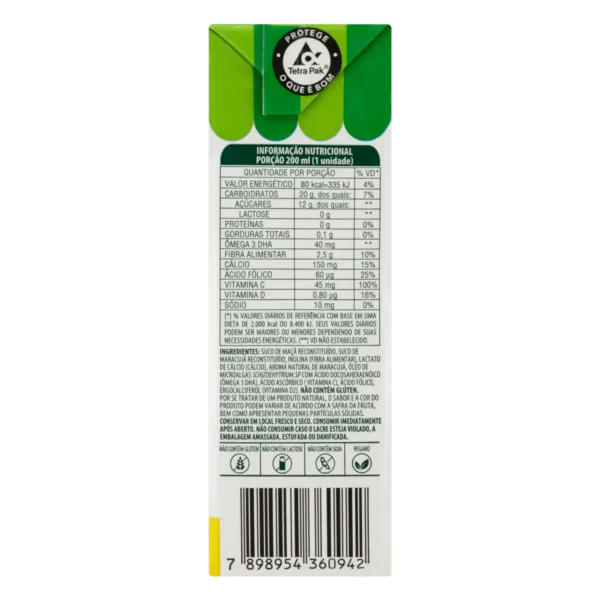 PROTEGE
Tetra Pak®
O QUE É BOM
INFORMAÇÃO NUTRICIONAL
PORÇÃO 200 ml (1 unidade)
QUANTIDADE POR PORÇÃO % VD*
VALOR ENERGÉTICO 80 kcal=335 kJ 4%
CARBOIDRATOS 20 g, dos quais: 7%
AÇÚCARES 12 g, dos quais: **
LACTOSE 0 g **
PROTEÍNAS 0 g 0%
GORDURAS TOTAIS 0,1 g 0%
ÔMEGA 3 DHA 40 mg **
FIBRA ALIMENTAR 2,5 g 10%
CÁLCIO 150 mg 15%
ÁCIDO FÓLICO 60 µg 25%
VITAMINA C 45 mg 100%
VITAMINA D 0,80 µg 16%
SÓDIO 10 mg 0%
(*) % VALORES DIÁRIOS DE REFERÊNCIA COM BASE EM UMA
DIETA DE 2.000 kcal OU 8.400 kJ. SEUS VALORES DIÁRIOS
PODEM SER MAIORES OU MENORES DEPENDENDO DE SUAS
NECESSIDADES ENERGÉTICAS. (**) VD NÃO ESTABELECIDO.
INGREDIENTES: SUCO DE MAÇÃ RECONSTITUÍDO, SUCO DE
MARACUJÁ RECONSTITUÍDO, INULINA (FIBRA ALIMENTAR), LACTATO
DE CÁLCIO (CÁLCIO), AROMA NATURAL DE MARACUJÁ, ÓLEO DE
MICROALGAS SCHIZOCHYTRIUM.SP COM ÁCIDO DOCOSAHEXAENÓICO
(ÔMEGA 3 DHA), ÁCIDO ASCÓRBICO ( VITAMINA C), ÁCIDO FÓLICO,
ERGOCALCIFEROL (VITAMINA D2). NÃO CONTÉM GLÚTEN.
POR SE TRATAR DE UM PRODUTO NATURAL, O SABOR E A COR DO
PRODUTO PODEM VARIAR DE ACORDO COM A SAFRA DA FRUTA,
BEM COMO APRESENTAR PEQUENAS PARTÍCULAS SÓLIDAS.
CONSERVAR EM LOCAL FRESCO E SECO. CONSUMIR IMEDIATAMENTE
APÓS ABERTO. NÃO CONSUMIR CASO O LACRE ESTEJA VIOLADO, A
EMBALAGEM AMASSADA, ESTUFADA OU DANIFICADA.
NÃO CONTÉM GLÚTEN NÃO CONTÉM LACTOSE NÃO CONTÉM SOJA VEGANO
7 898954 360942